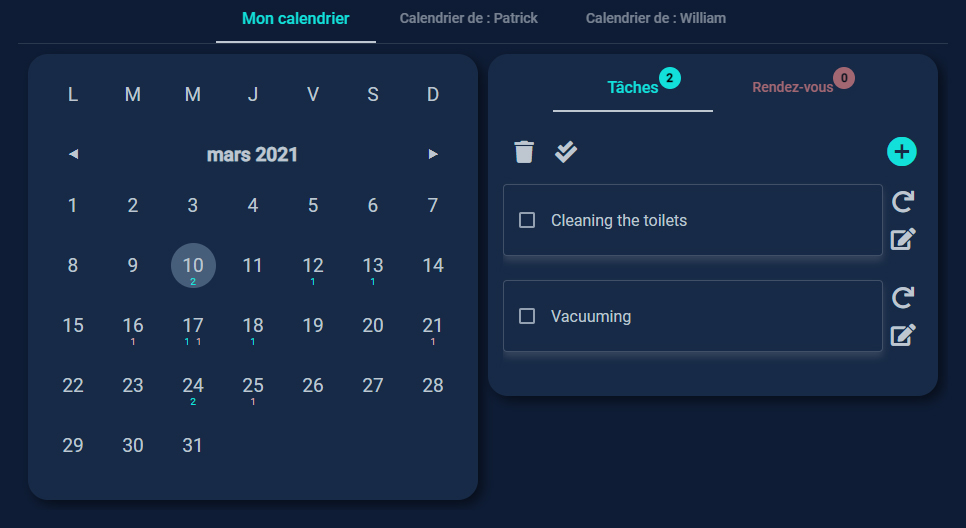 Mon calendrier Calendrier de : Patrick Calendrier de : William
L M M J V S D
◄ mars 2021 ►
1 2 3 4 5 6 7
8 9 10 11 12 13 14
2 1 1
15 16 17 18 19 20 21
1 1 1 1 1
22 23 24 25 26 27 28
2 1
29 30 31
Tâches 2 Rendez-vous 0
Cleaning the toilets
Vacuuming